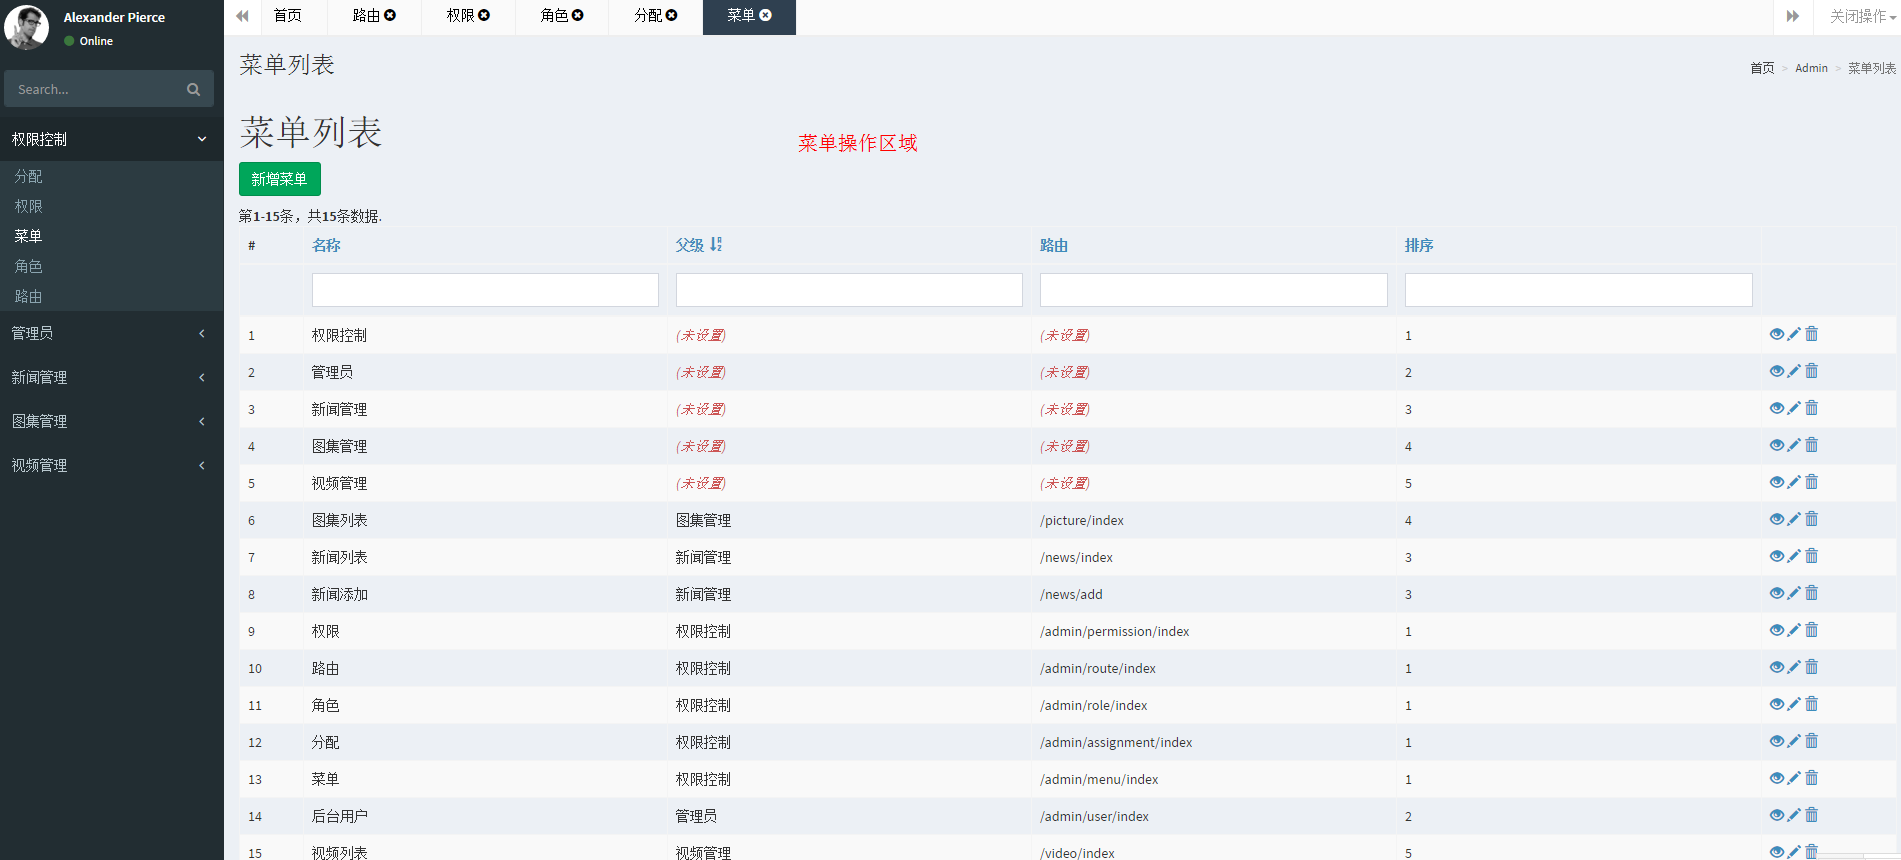 Alexander Pierce
Online
Search...
权限控制
分配
权限
菜单
角色
路由
管理员
新闻管理
图集管理
视频管理
首页 路由 权限 角色 分配 菜单 关闭操作
菜单列表
首页 > Admin > 菜单列表
菜单列表
菜单操作区域
新增菜单
第1-15条，共15条数据.
# 名称 父级 路由 排序
1 权限控制 (未设置) (未设置) 1
2 管理员 (未设置) (未设置) 2
3 新闻管理 (未设置) (未设置) 3
4 图集管理 (未设置) (未设置) 4
5 视频管理 (未设置) (未设置) 5
6 图集列表 图集管理 /picture/index 4
7 新闻列表 新闻管理 /news/index 3
8 新闻添加 新闻管理 /news/add 3
9 权限 权限控制 /admin/permission/index 1
10 路由 权限控制 /admin/route/index 1
11 角色 权限控制 /admin/role/index 1
12 分配 权限控制 /admin/assignment/index 1
13 菜单 权限控制 /admin/menu/index 1
14 后台用户 管理员 /admin/user/index 2
15 视频列表 视频管理 /video/index 5